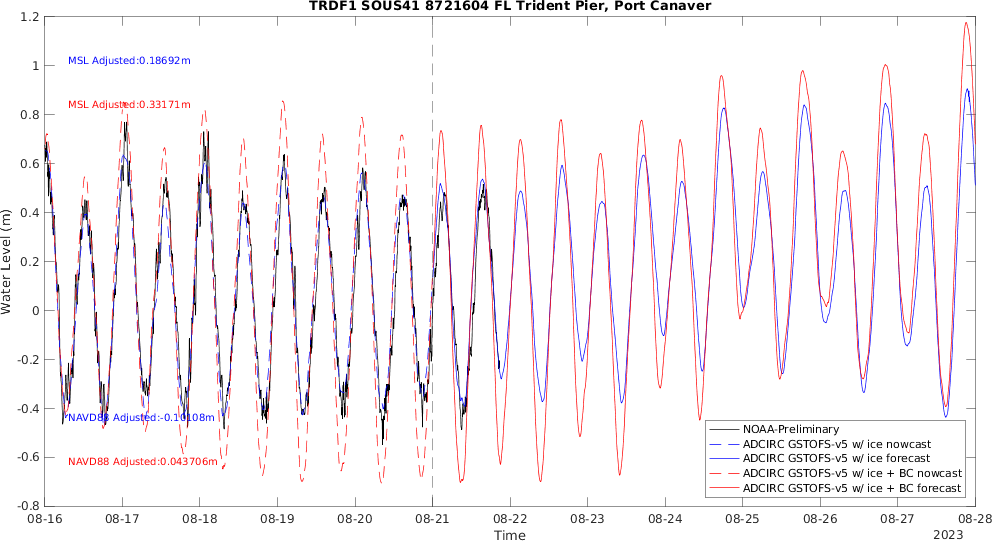 TRDF1 SOUS41 8721604 FL Trident Pier, Port Canaver
1.2
1
0.8
0.6
0.4
0.2
0
-0.2
-0.4
-0.6
-0.8
Water Level (m)
MSL Adjusted:0.18692m
MSL Adjusted:0.33171m
NAVD88 Adjusted:-0.10108m
NAVD88 Adjusted:0.043706m
NOAA-Preliminary
ADCIRC GSTOFS-v5 w/ ice nowcast
ADCIRC GSTOFS-v5 w/ ice forecast
ADCIRC GSTOFS-v5 w/ ice + BC nowcast
ADCIRC GSTOFS-v5 w/ ice + BC forecast
08-16 08-17 08-18 08-19 08-20 08-21 08-22 08-23 08-24 08-25 08-26 08-27 08-28
Time
2023